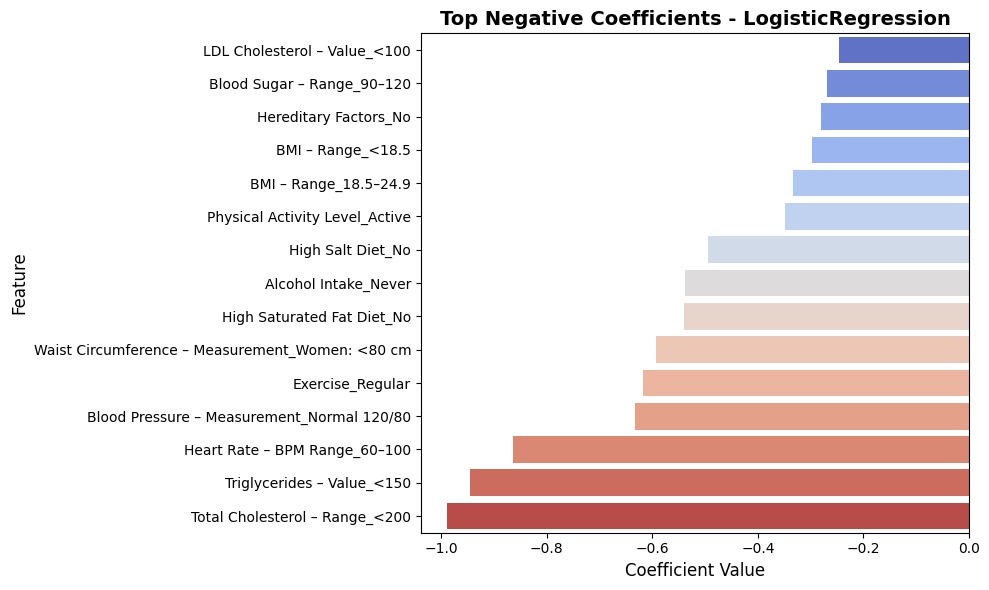 Top Negative Coefficients - LogisticRegression
Feature
LDL Cholesterol – Value_<100
Blood Sugar – Range_90–120
Hereditary Factors_No
BMI – Range_<18.5
BMI – Range_18.5–24.9
Physical Activity Level_Active
High Salt Diet_No
Alcohol Intake_Never
High Saturated Fat Diet_No
Waist Circumference – Measurement_Women: <80 cm
Exercise_Regular
Blood Pressure – Measurement_Normal 120/80
Heart Rate – BPM Range_60–100
Triglycerides – Value_<150
Total Cholesterol – Range_<200
−1.0 −0.8 −0.6 −0.4 −0.2 0.0
Coefficient Value